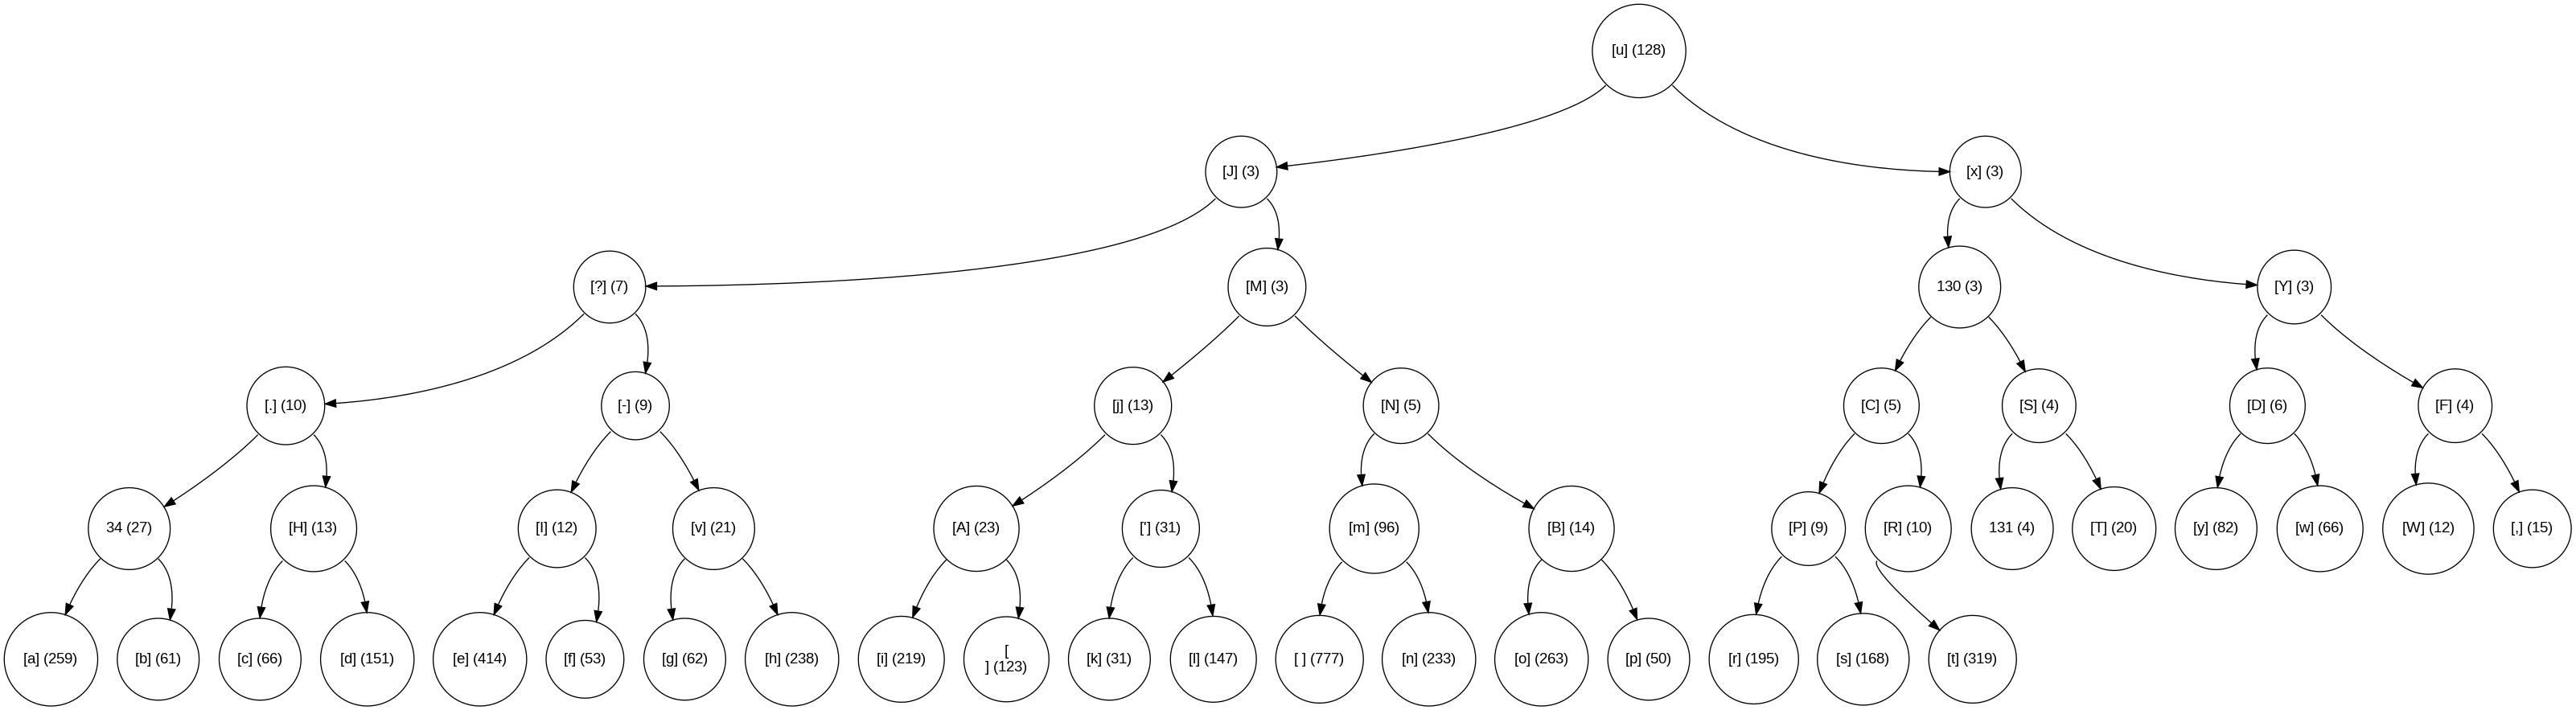 [u] (128)
[J] (3)
[x] (3)
[?] (7)
[M] (3)
130 (3)
[Y] (3)
[.] (10)
[-] (9)
[j] (13)
[N] (5)
[C] (5)
[S] (4)
[D] (6)
[F] (4)
34 (27)
[H] (13)
[I] (12)
[v] (21)
[A] (23)
['] (31)
[m] (96)
[B] (14)
[P] (9)
[R] (10)
131 (4)
[T] (20)
[y] (82)
[w] (66)
[W] (12)
[,] (15)
[a] (259)
[b] (61)
[c] (66)
[d] (151)
[e] (414)
[f] (53)
[g] (62)
[h] (238)
[i] (219)
[
] (123)
[k] (31)
[l] (147)
[ ] (777)
[n] (233)
[o] (263)
[p] (50)
[r] (195)
[s] (168)
[t] (319)